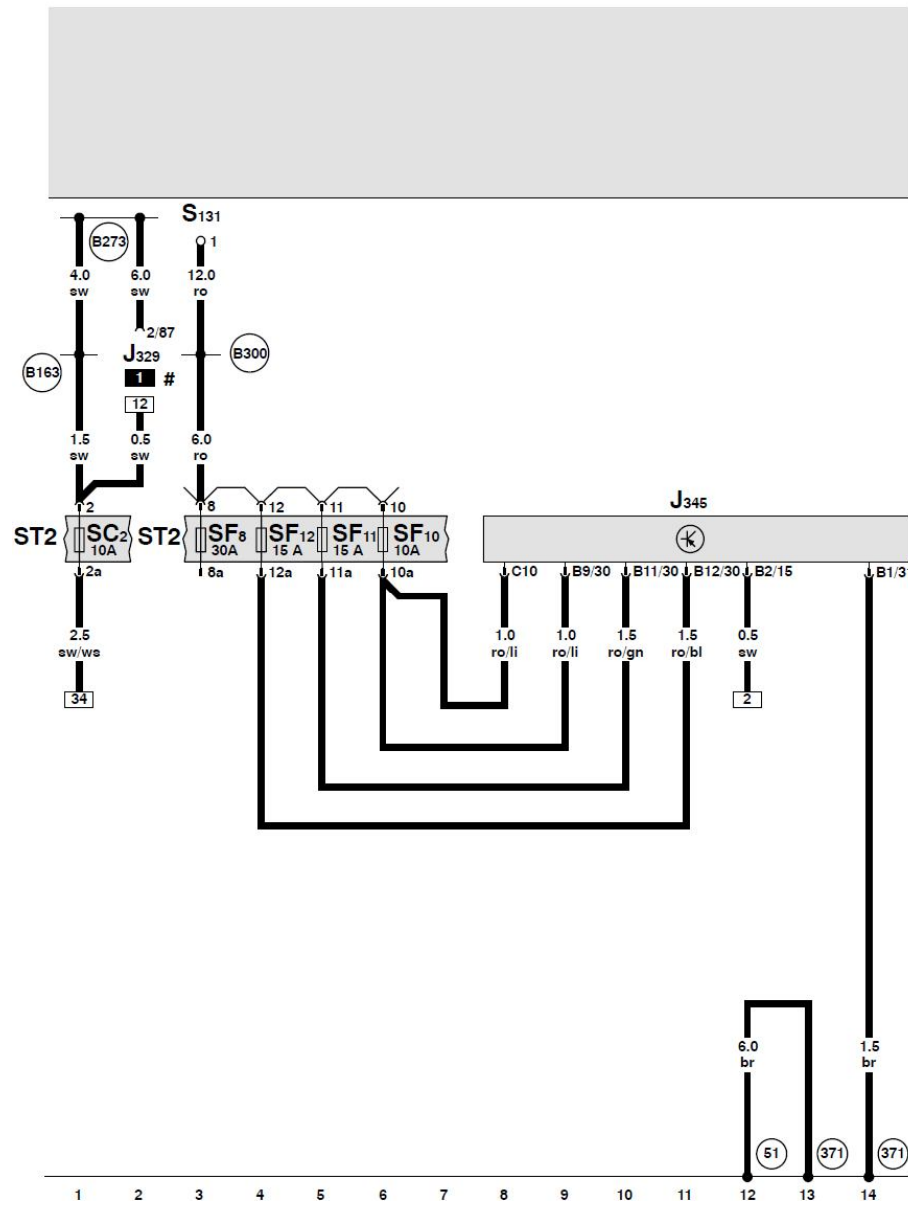 S131
1
B273
4.0 6.0 12.0
sw sw ro
2/87
B163 J329 B300
1 #
12
1.5 0.5 6.0
sw sw ro
2 8 12 11 10 J345
ST2 SC2 ST2 SF8 SF12 SF11 SF10
10A 30A 15 A 15 A 10A
2a 8a 12a 11a 10a C10 B9/30 B11/30 B12/30 B2/15 B1/31
2.5 1.0 1.0 1.5 1.5 0.5
sw/ws ro/li ro/li ro/gn ro/bl sw
34 2
6.0 1.5
br br
51 371 371
1 2 3 4 5 6 7 8 9 10 11 12 13 14